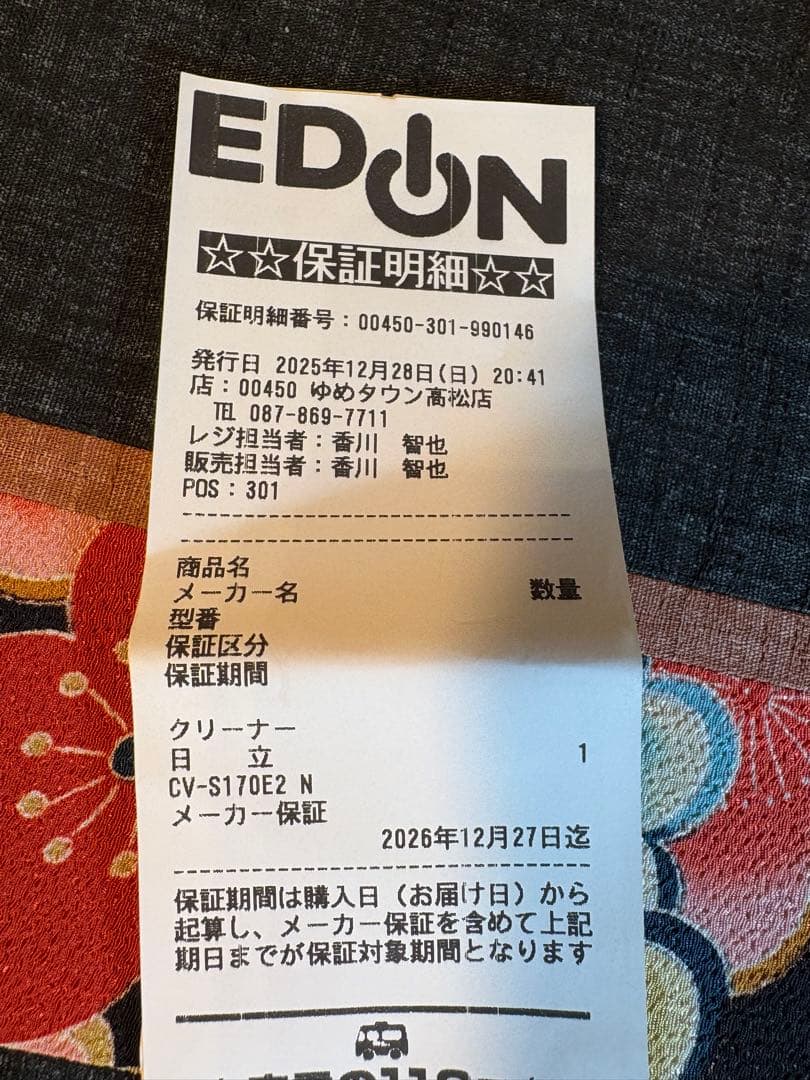 EDION
☆☆保証明細☆☆
保証明細番号：00450-301-990146
発行日 2025年12月28日(日) 20:41
店：00450 ゆめタウン高松店
TEL 087-869-7711
レジ担当者：香川 智也
販売担当者：香川 智也
POS：301
商品名
メーカー名 数量
型番
保証区分
保証期間
クリーナー
日 立 1
CV-S170E2 N
メーカー保証
2026年12月27日迄
保証期間は購入日（お届け日）から
起算し、メーカー保証を含めて上記
期日までが保証対象期間となります